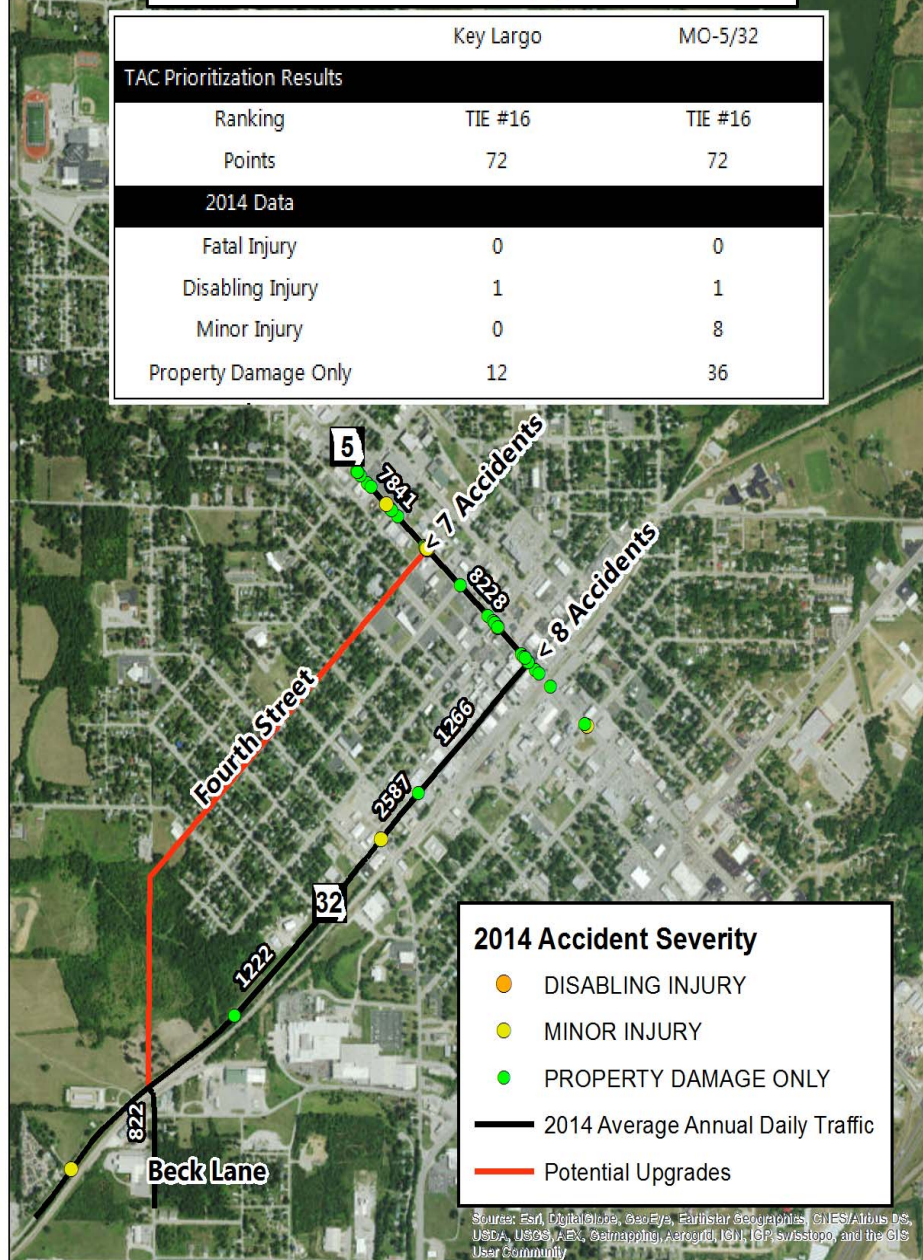 Key Largo MO-5/32
TAC Prioritization Results
Ranking TIE #16 TIE #16
Points 72 72
2014 Data
Fatal Injury 0 0
Disabling Injury 1 1
Minor Injury 0 8
Property Damage Only 12 36
5
7841
< 7 Accidents
8228
< 8 Accidents
Fourth Street
1266
2587
32
1222
822
Beck Lane
2014 Accident Severity
DISABLING INJURY
MINOR INJURY
PROPERTY DAMAGE ONLY
2014 Average Annual Daily Traffic
Potential Upgrades
Source: Esri, DigitalGlobe, GeoEye, Earthstar Geographics, CNES/Airbus DS,
USDA, USGS, AEX, Getmapping, Aerogrid, IGN, IGP, swisstopo, and the GIS
User Community